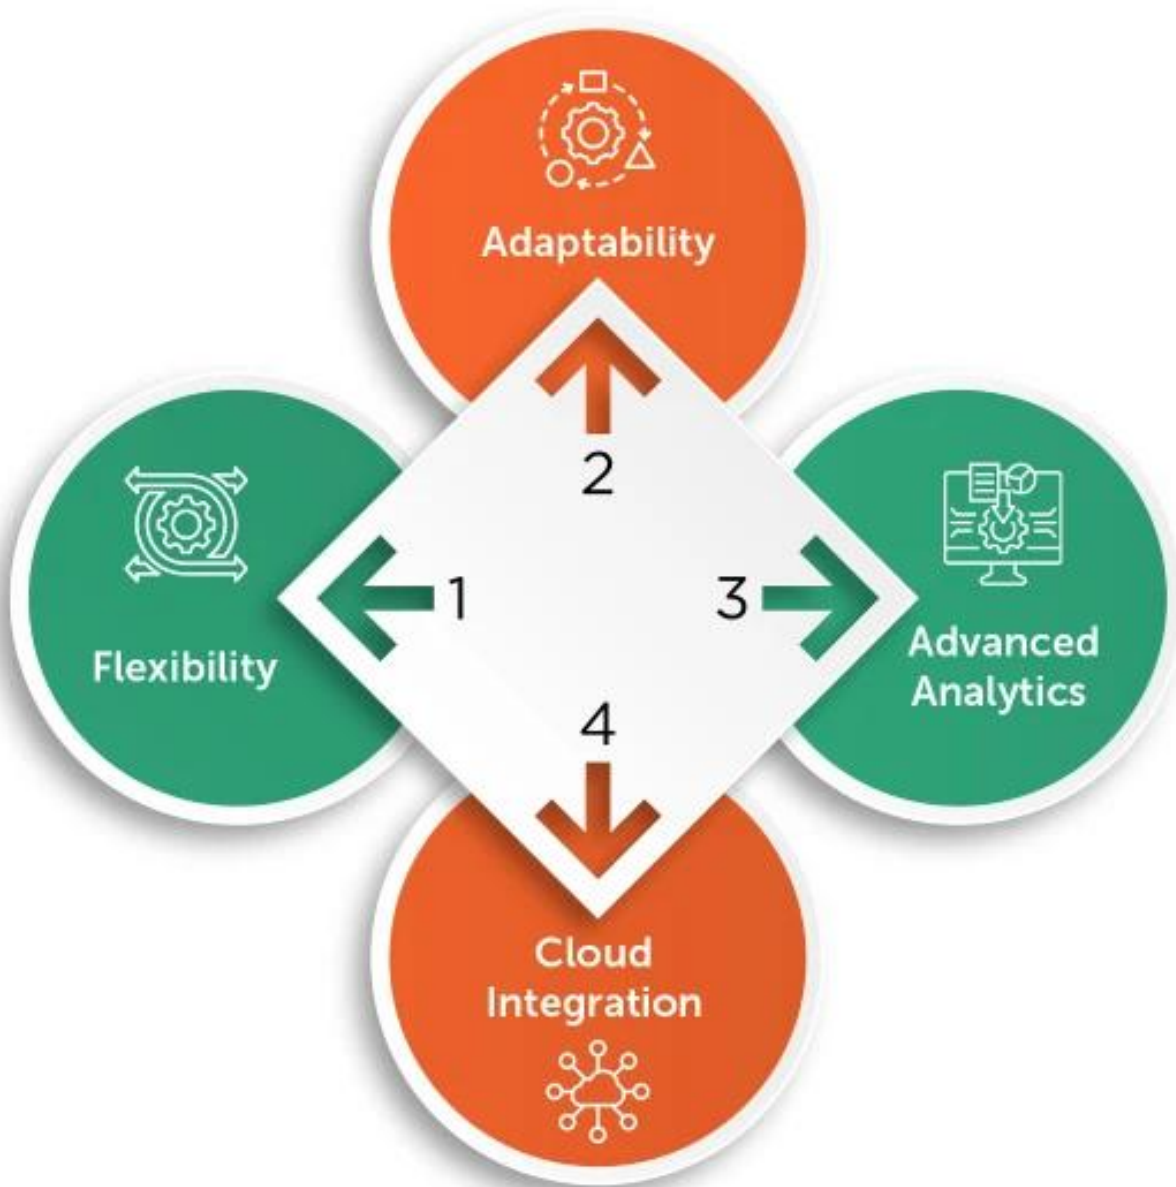 Adaptability
2
1
Flexibility
3
Advanced
Analytics
4
Cloud
Integration